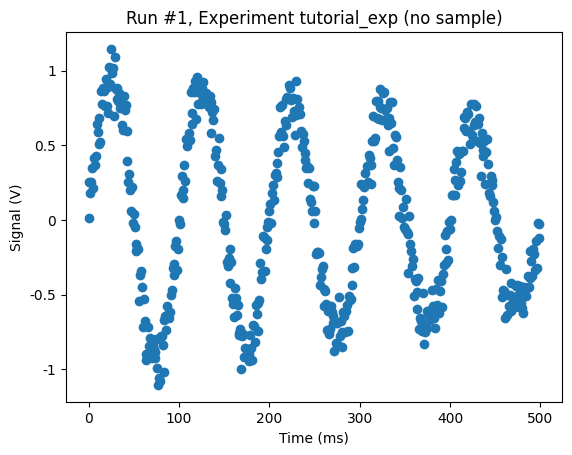 Run #1, Experiment tutorial_exp (no sample)
1
0.5
0
-0.5
-1
Signal (V)
0 100 200 300 400 500
Time (ms)